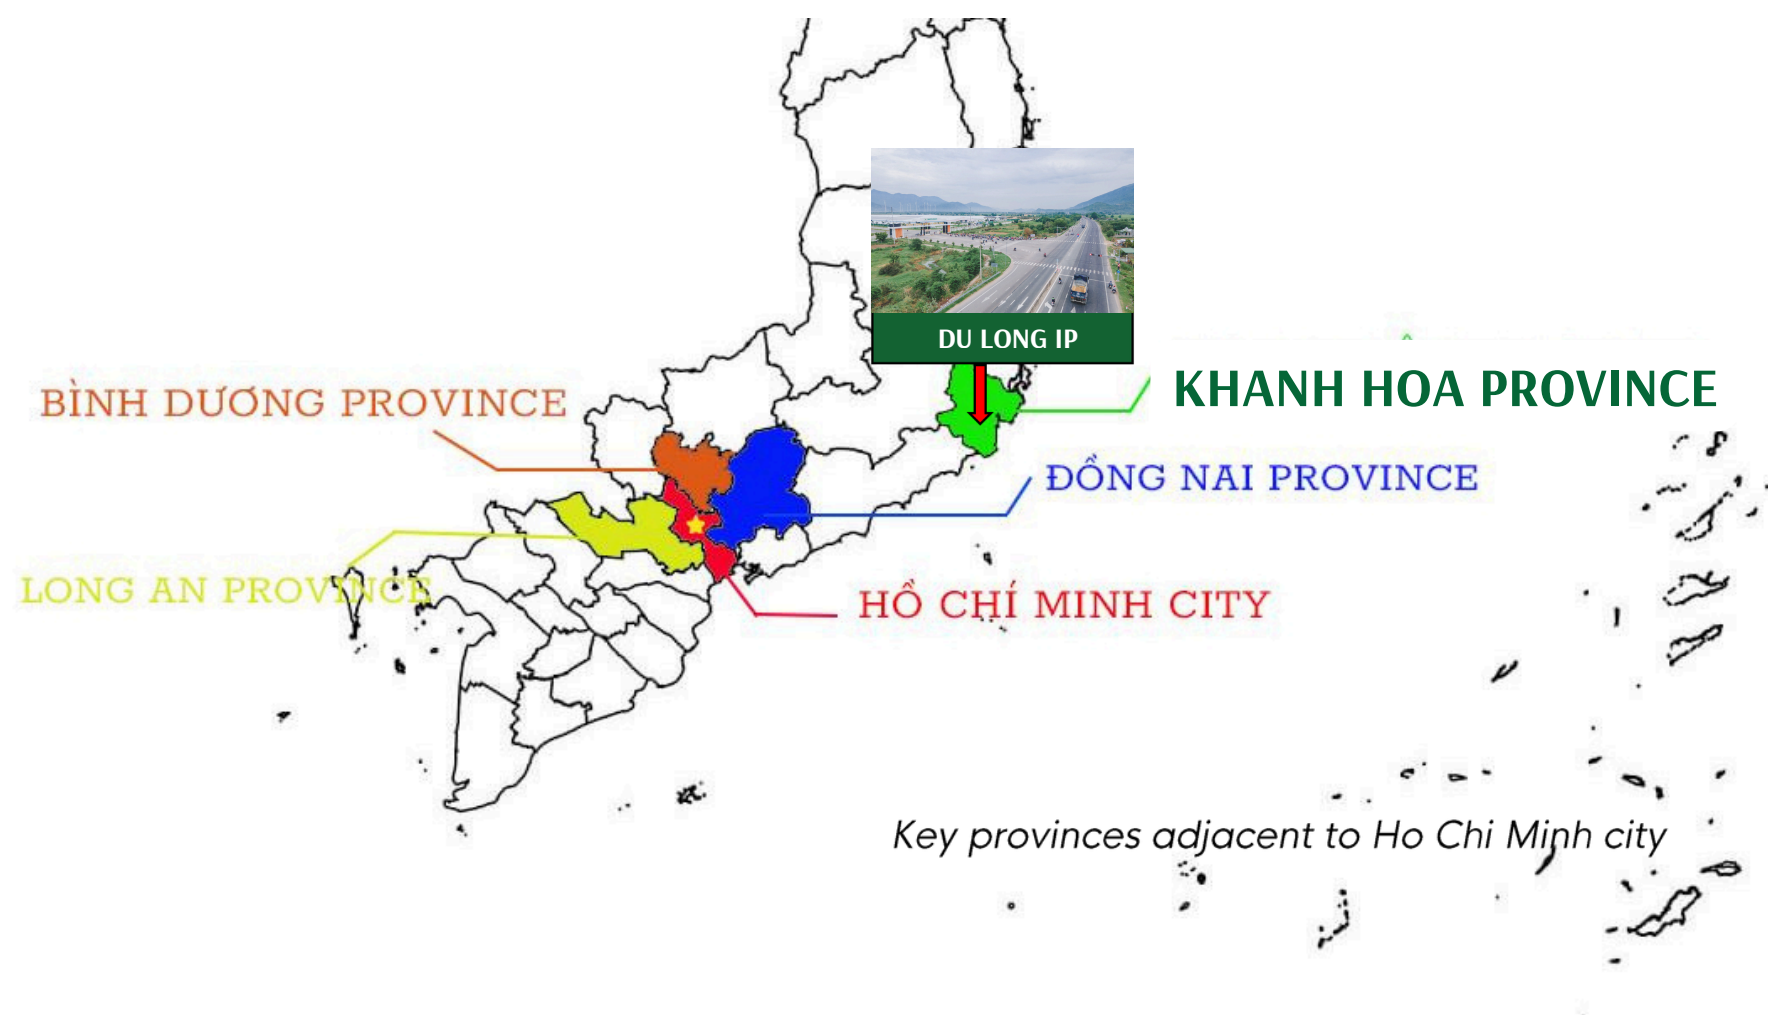 DU LONG IP
KHANH HOA PROVINCE
BÌNH DƯƠNG PROVINCE
ĐỒNG NAI PROVINCE
LONG AN PROVINCE
HỒ CHÍ MINH CITY
Key provinces adjacent to Ho Chi Minh city